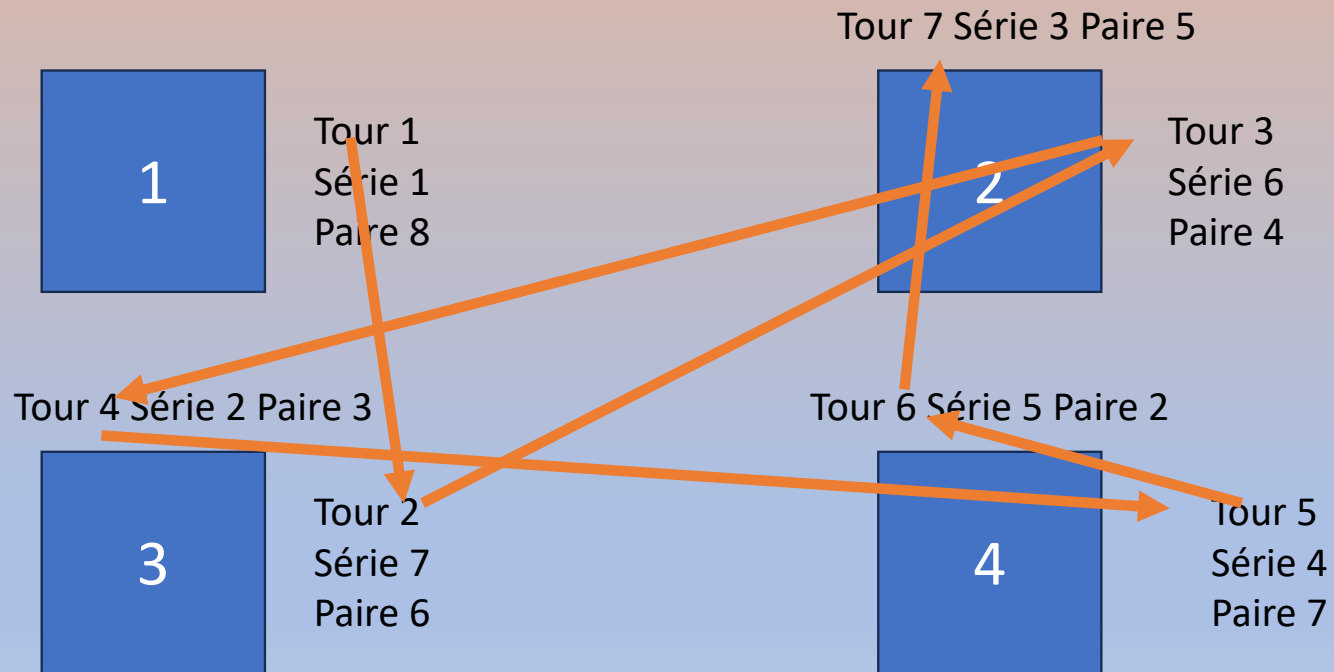 Tour 7 Série 3 Paire 5
1
Tour 1
Série 1
Paire 8
2
Tour 3
Série 6
Paire 4
Tour 4 Série 2 Paire 3
Tour 6 Série 5 Paire 2
3
Tour 2
Série 7
Paire 6
4
Tour 5
Série 4
Paire 7